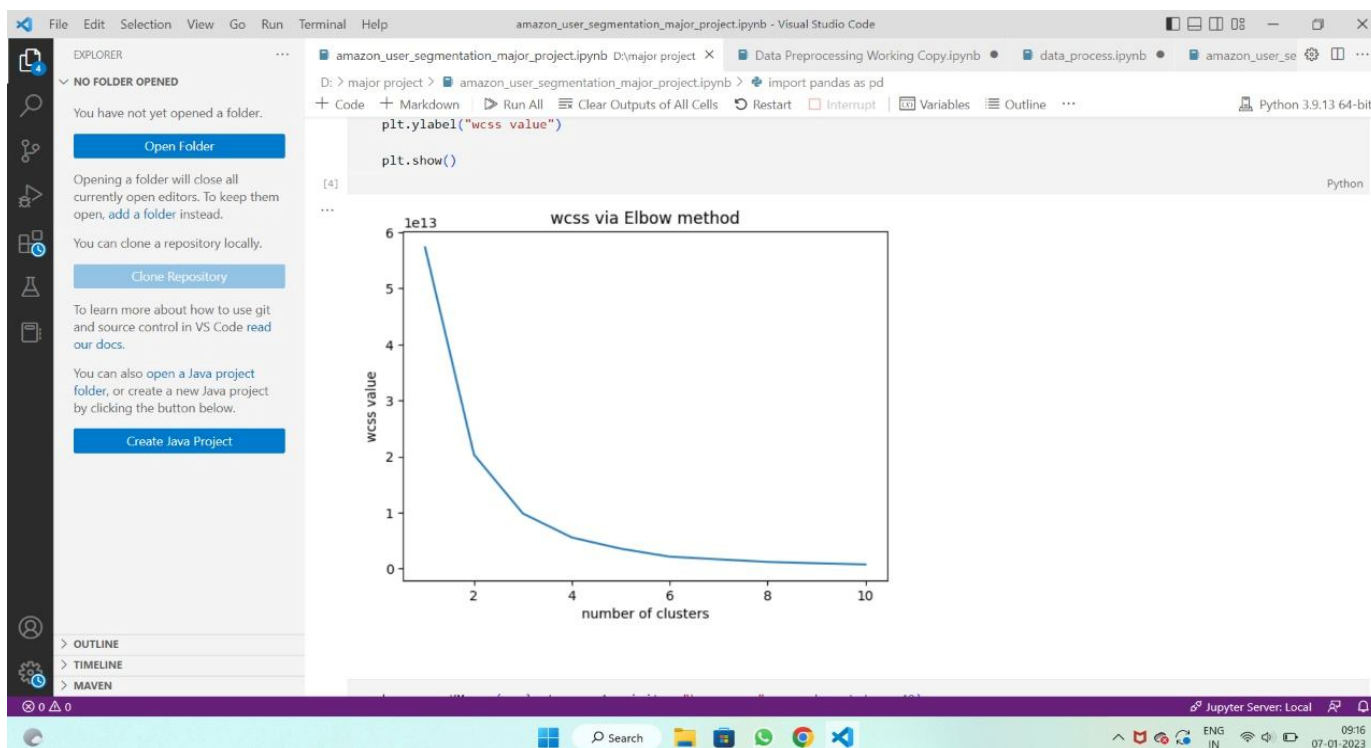 File Edit Selection View Go Run Terminal Help
amazon_user_segmentation_major_project.ipynb - Visual Studio Code
EXPLORER
NO FOLDER OPENED
You have not yet opened a folder.
Open Folder
Opening a folder will close all
currently open editors. To keep them
open, add a folder instead.
You can clone a repository locally.
Clone Repository
To learn more about how to use git
and source control in VS Code read
our docs.
You can also open a Java project
folder, or create a new Java project
by clicking the button below.
Create Java Project
OUTLINE
TIMELINE
MAVEN
amazon_user_segmentation_major_project.ipynb D:\major project
Data Preprocessing Working Copy.ipynb
data_process.ipynb
amazon_user_se
D: > major project > amazon_user_segmentation_major_project.ipynb > import pandas as pd
+ Code + Markdown Run All Clear Outputs of All Cells Restart Interrupt Variables Outline ...
Python 3.9.13 64-bit
plt.ylabel("wcss value")
plt.show()
[4]
Python
wcss via Elbow method
1e13
6
5
4
3
2
1
0
wcss value
2 4 6 8 10
number of clusters
0 0
Jupyter Server: Local
4
Search
ENG
IN
09:16
07-01-2023